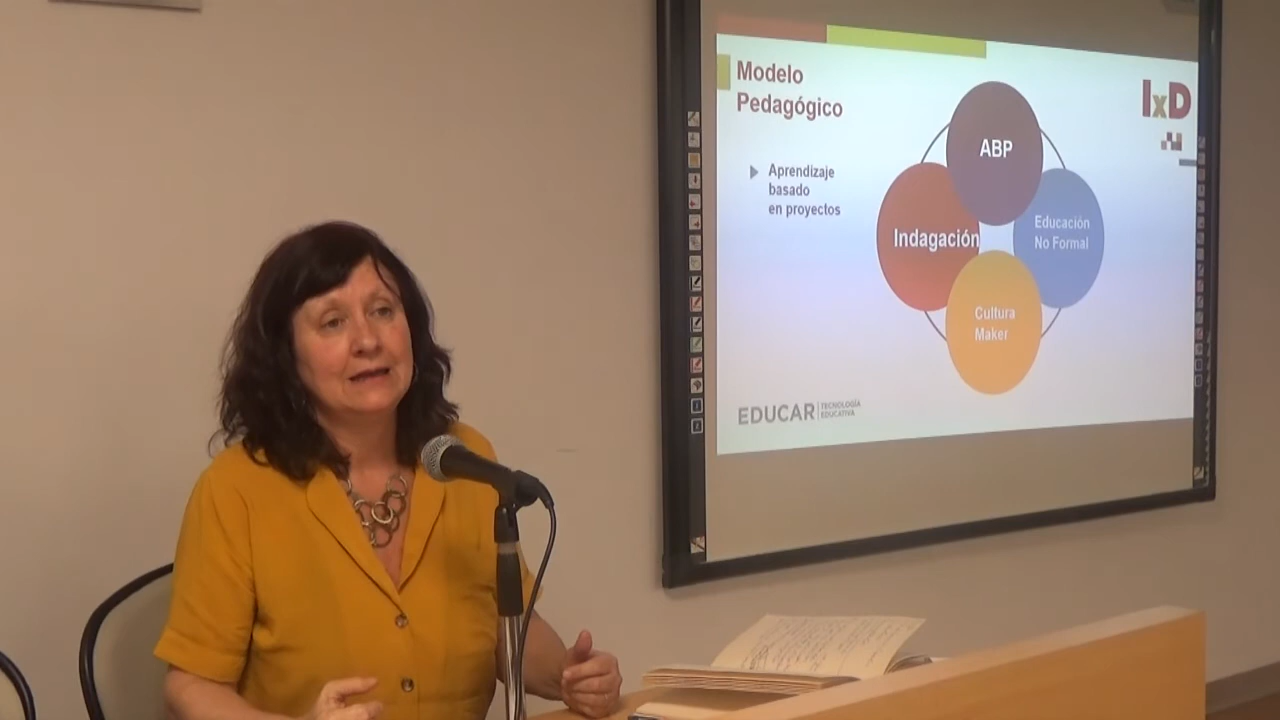 Modelo
Pedagógico
IxD
Aprendizaje
basado
en proyectos
ABP
Indagación
Educación
No Formal
Cultura
Maker
EDUCAR
TECNOLOGÍA
EDUCATIVA